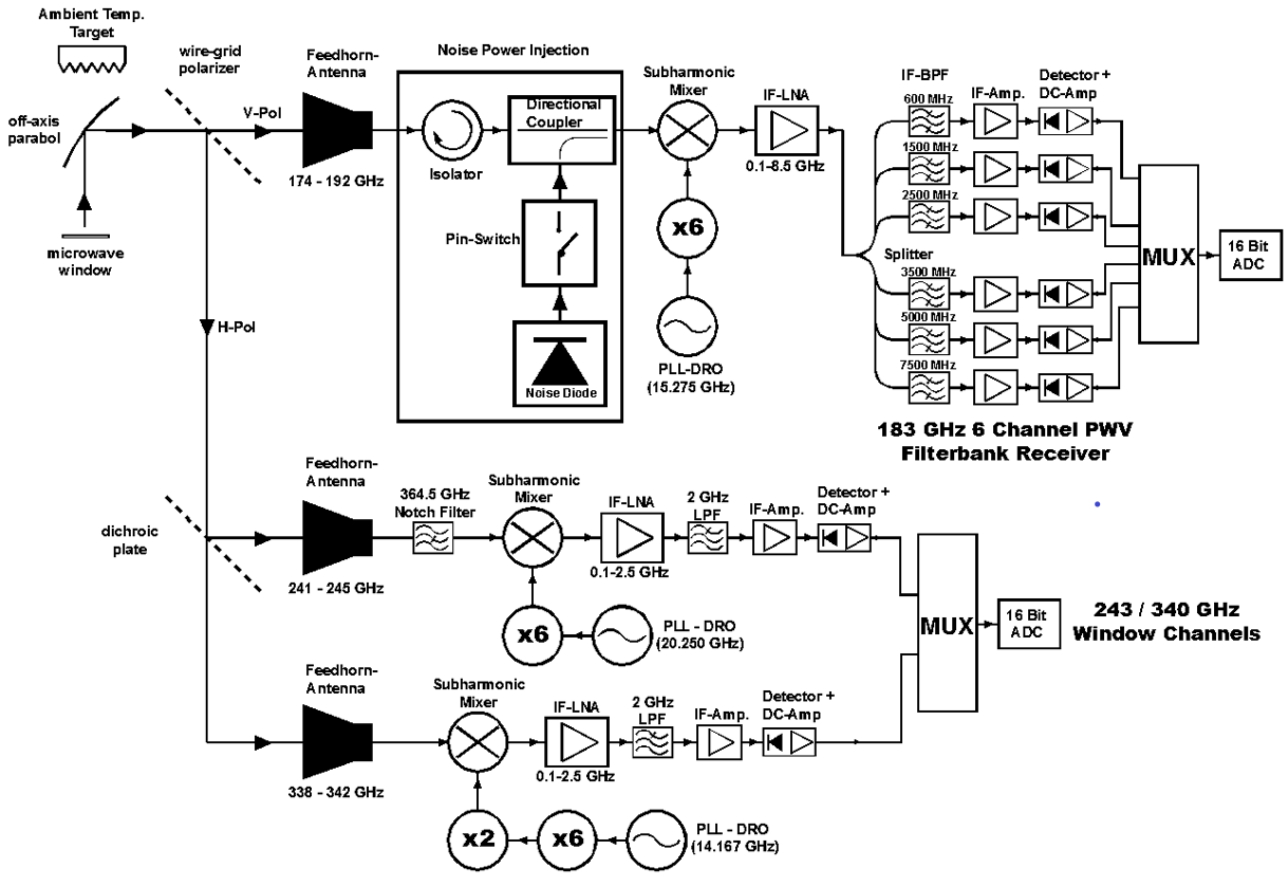 Ambient Temp.
Target
wire-grid
polarizer
off-axis
parabol
microwave
window
V-Pol
H-Pol
Feedhorn-
Antenna
174 - 192 GHz
Noise Power Injection
Isolator
Directional
Coupler
Pin-Switch
Noise Diode
Subharmonic
Mixer
x6
PLL-DRO
(15.275 GHz)
IF-LNA
0.1-8.5 GHz
Splitter
IF-BPF
600 MHz
1500 MHz
2500 MHz
3500 MHz
5000 MHz
7500 MHz
IF-Amp.
Detector +
DC-Amp
MUX
16 Bit
ADC
183 GHz 6 Channel PWV
Filterbank Receiver
dichroic
plate
Feedhorn-
Antenna
241 - 245 GHz
364.5 GHz
Notch Filter
Subharmonic
Mixer
x6
PLL - DRO
(20.250 GHz)
IF-LNA
0.1-2.5 GHz
2 GHz
LPF
IF-Amp.
Detector +
DC-Amp
MUX
16 Bit
ADC
243 / 340 GHz
Window Channels
Feedhorn-
Antenna
338 - 342 GHz
Subharmonic
Mixer
x2
x6
PLL - DRO
(14.167 GHz)
IF-LNA
0.1-2.5 GHz
2 GHz
LPF
IF-Amp.
Detector +
DC-Amp